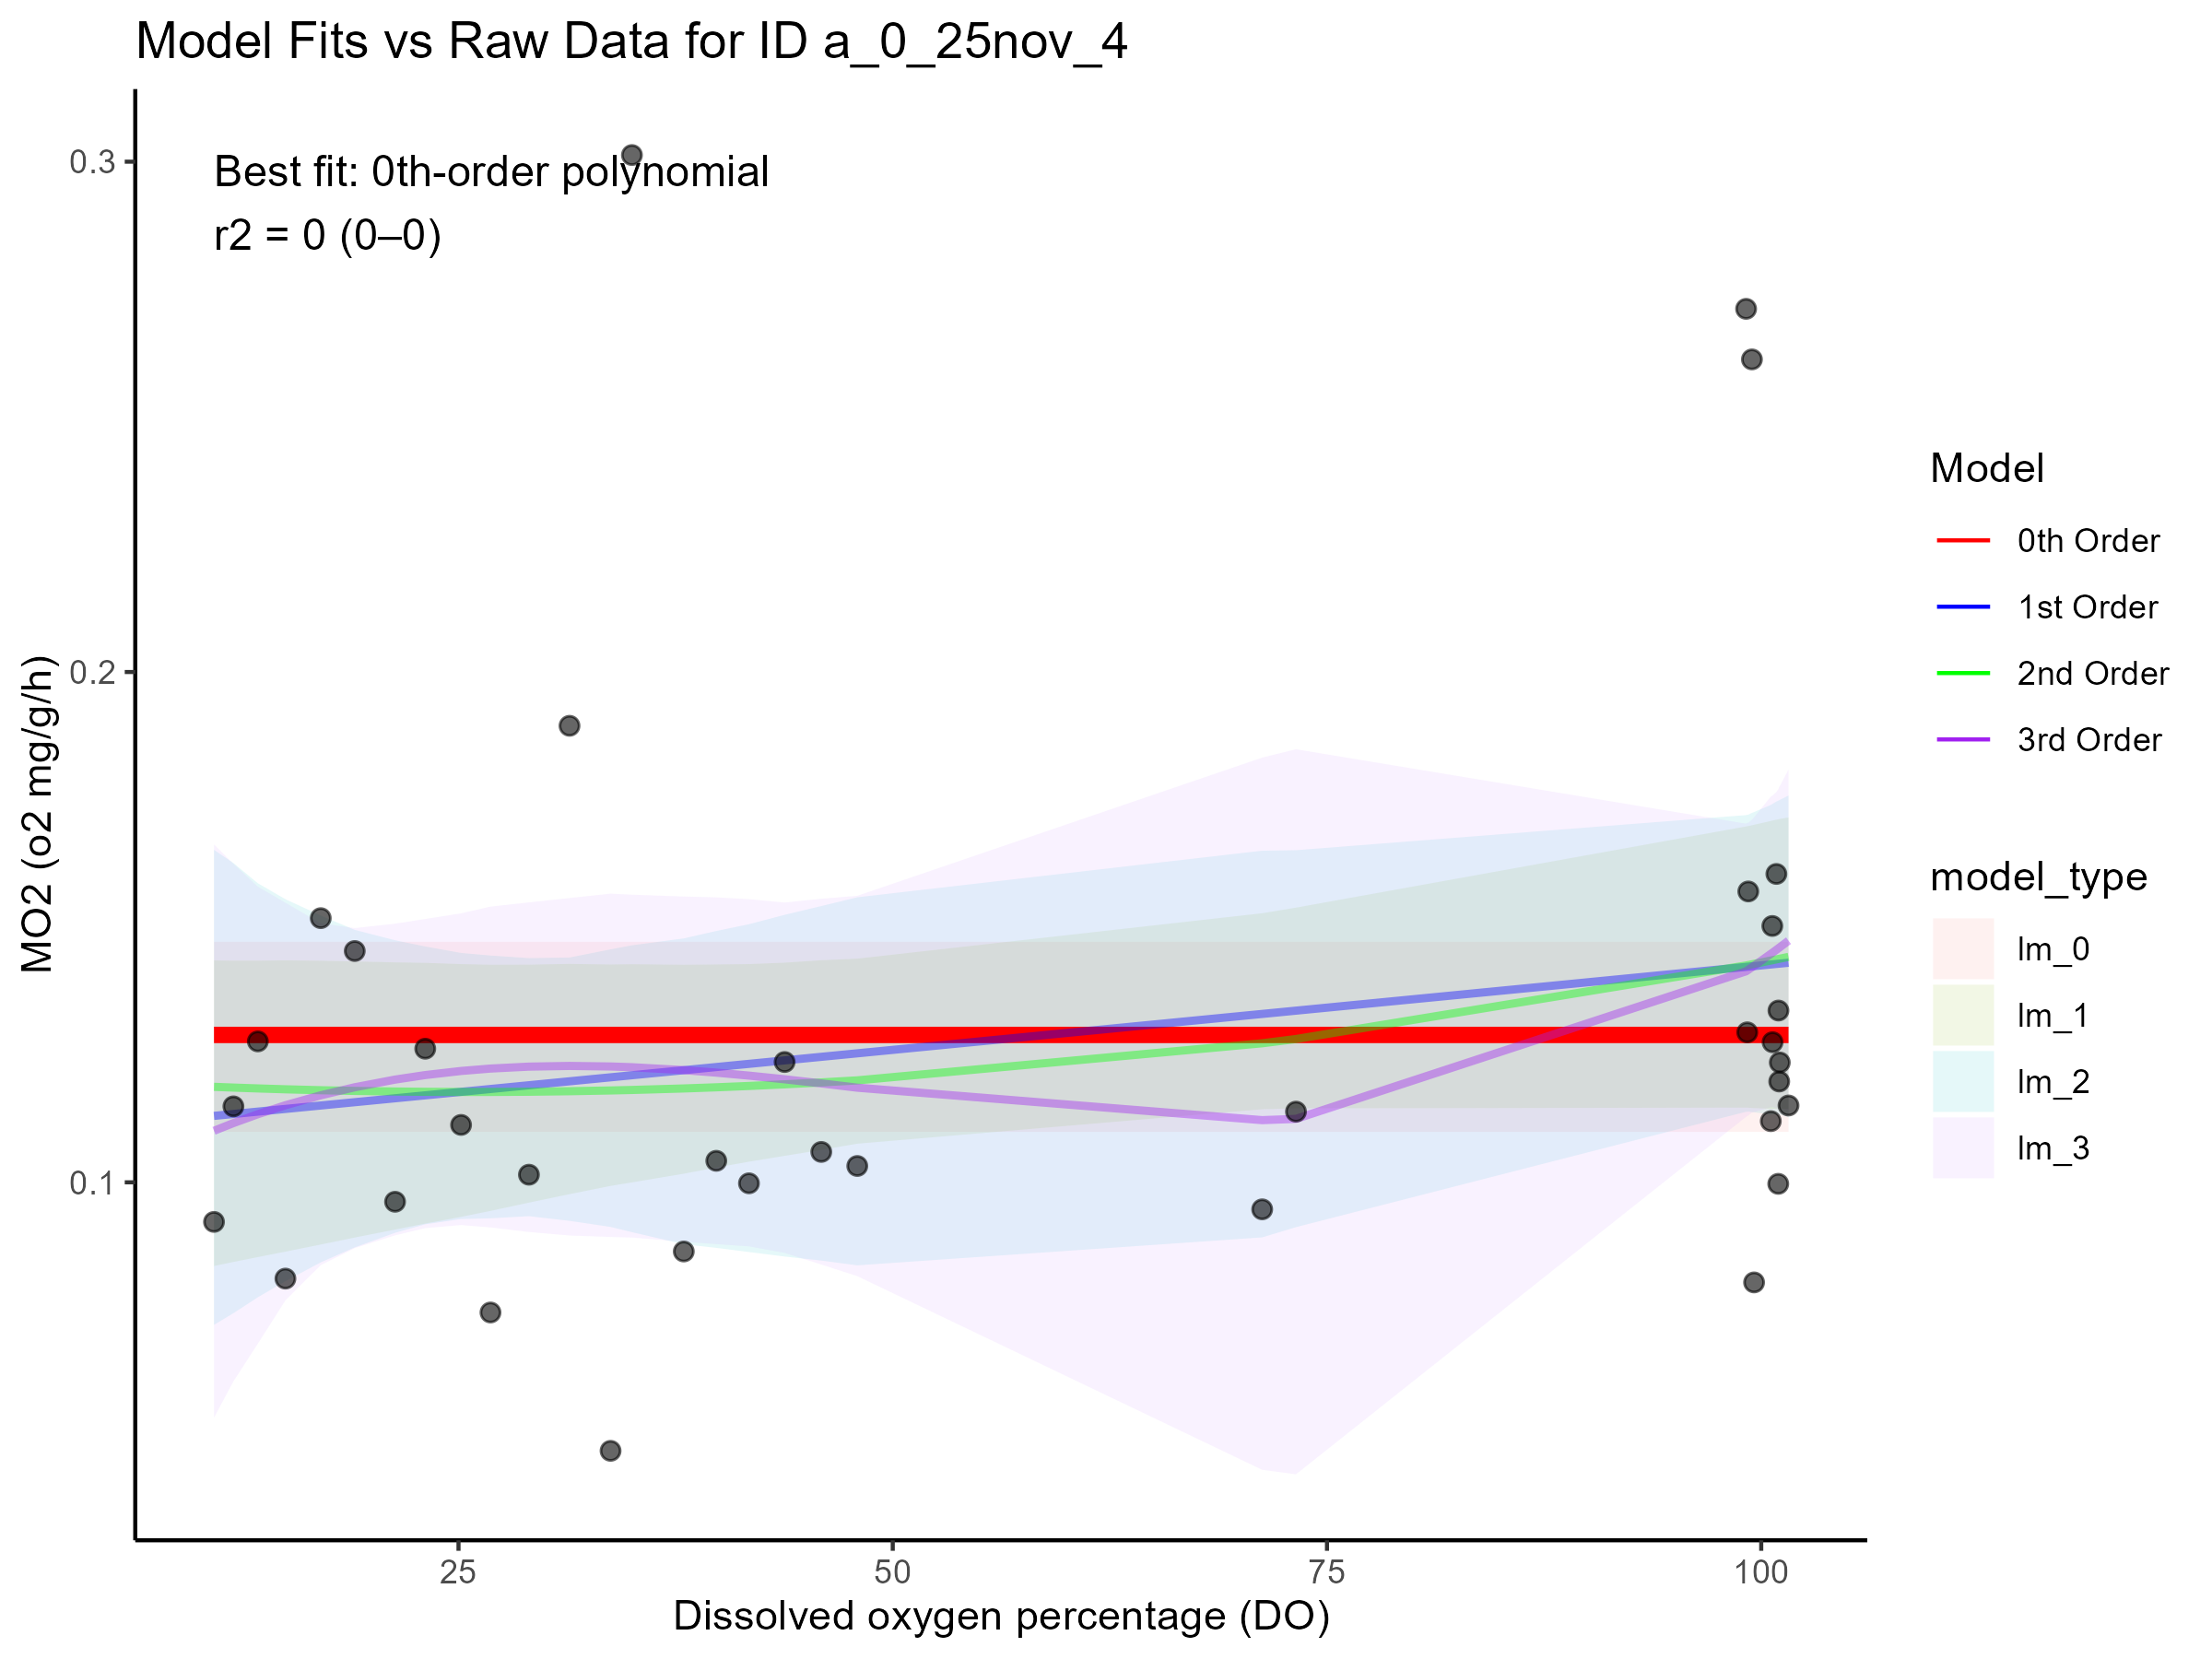 Model Fits vs Raw Data for ID a_0_25nov_4
Best fit: 0th-order polynomial
r2 = 0 (0–0)
0.3
0.2
0.1
MO2 (o2 mg/g/h)
25
50
75
100
Dissolved oxygen percentage (DO)
Model
0th Order
1st Order
2nd Order
3rd Order
model_type
lm_0
lm_1
lm_2
lm_3